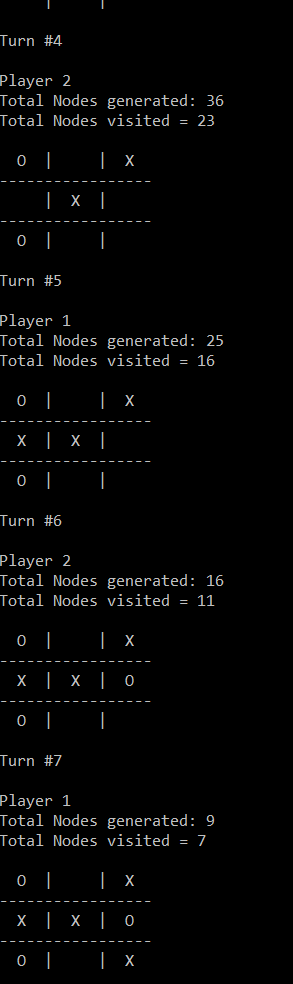 Turn #4
Player 2
Total Nodes generated: 36
Total Nodes visited = 23
O | | X
-----------------
| X |
-----------------
O | |
Turn #5
Player 1
Total Nodes generated: 25
Total Nodes visited = 16
O | | X
-----------------
X | X |
-----------------
O | |
Turn #6
Player 2
Total Nodes generated: 16
Total Nodes visited = 11
O | | X
-----------------
X | X | O
-----------------
O | |
Turn #7
Player 1
Total Nodes generated: 9
Total Nodes visited = 7
O | | X
-----------------
X | X | O
-----------------
O | | X